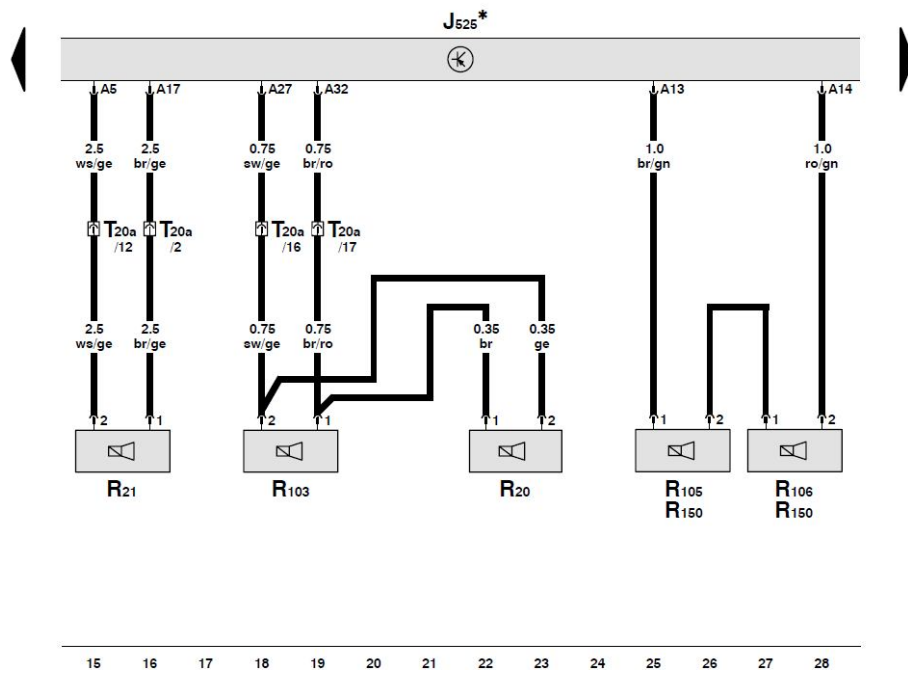 J525*
A5 A17 A27 A32 A13 A14
2.5 2.5 0.75 0.75 1.0 1.0
ws/ge br/ge sw/ge br/ro br/gn ro/gn
T20a T20a T20a T20a
/12 /2 /16 /17
2.5 2.5 0.75 0.75 0.35 0.35
ws/ge br/ge sw/ge br/ro br ge
2 1 2 1 1 2 1 2 1 2
R21 R103 R20 R105 R106
R150 R150
15 16 17 18 19 20 21 22 23 24 25 26 27 28